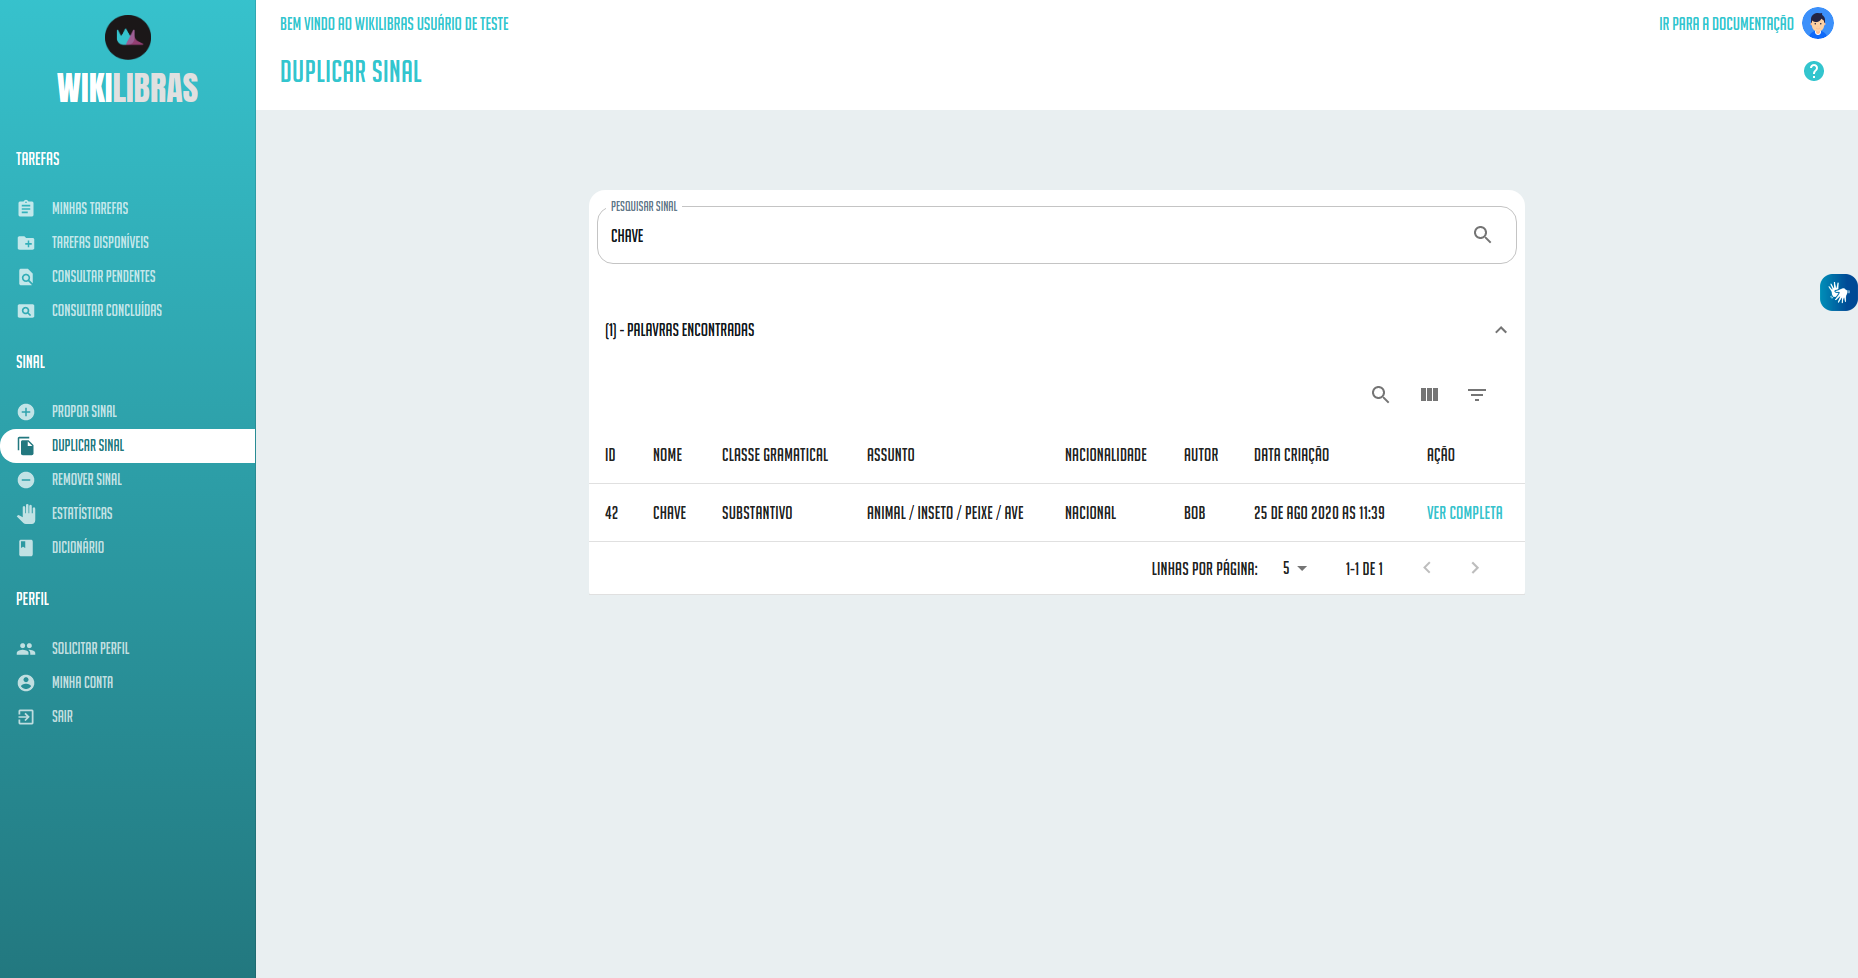 WIKILIBRAS
TAREFAS
MINHAS TAREFAS
TAREFAS DISPONÍVEIS
CONSULTAR PENDENTES
CONSULTAR CONCLUÍDAS
SINAL
PROPOR SINAL
DUPLICAR SINAL
REMOVER SINAL
ESTATÍSTICAS
DICIONÁRIO
PERFIL
SOLICITAR PERFIL
MINHA CONTA
SAIR
BEM VINDO AO WIKILIBRAS USUÁRIO DE TESTE
IR PARA A DOCUMENTAÇÃO
DUPLICAR SINAL
PESQUISAR SINAL
CHAVE
(1) - PALAVRAS ENCONTRADAS
ID NOME CLASSE GRAMATICAL ASSUNTO NACIONALIDADE AUTOR DATA CRIAÇÃO AÇÃO
42 CHAVE SUBSTANTIVO ANIMAL / INSETO / PEIXE / AVE NACIONAL BOB 25 DE AGO 2020 AS 11:39 VER COMPLETA
LINHAS POR PÁGINA: 5 1-1 DE 1